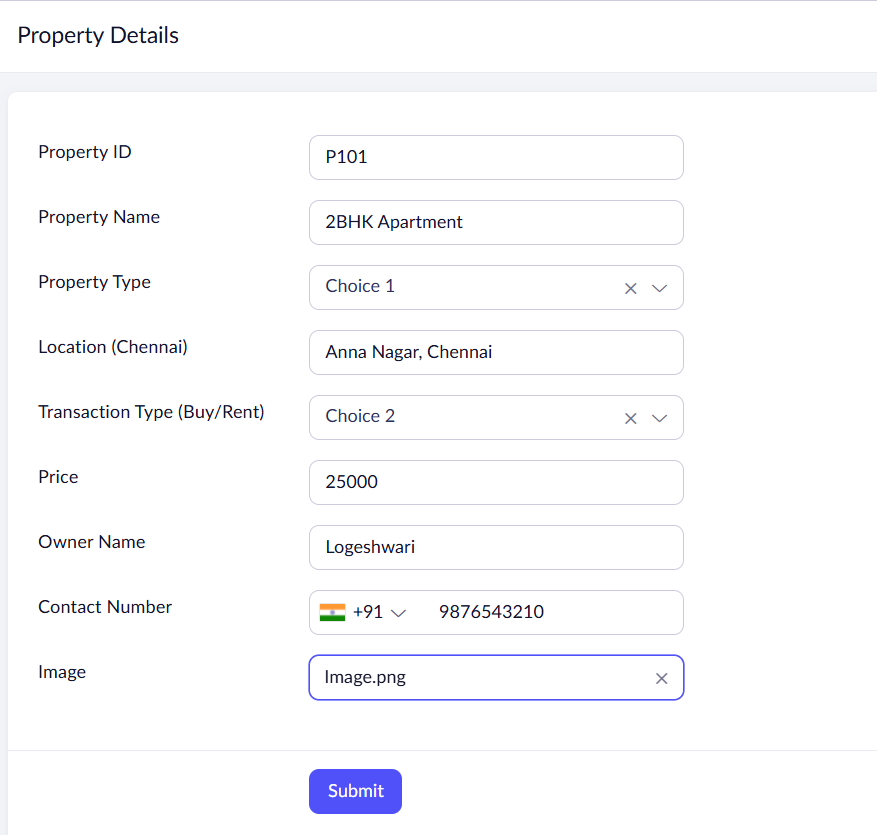 Property Details
Property ID P101
Property Name 2BHK Apartment
Property Type Choice 1
Location (Chennai) Anna Nagar, Chennai
Transaction Type (Buy/Rent) Choice 2
Price 25000
Owner Name Logeshwari
Contact Number +91 9876543210
Image Image.png
Submit